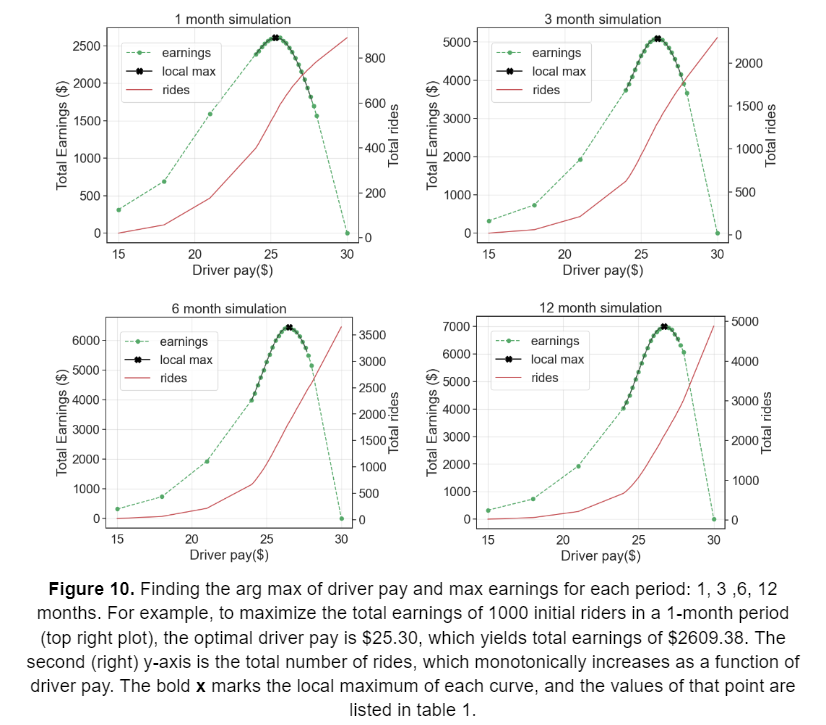 1 month simulation
Total Earnings ($)
2500
2000
1500
1000
500
0
earnings
local max
rides
800
600
400
200
0
Total rides
15 20 25 30
Driver pay($)
3 month simulation
Total Earnings ($)
5000
4000
3000
2000
1000
0
earnings
local max
rides
2000
1500
1000
500
0
Total rides
15 20 25 30
Driver pay($)
6 month simulation
Total Earnings ($)
6000
5000
4000
3000
2000
1000
0
earnings
local max
rides
3500
3000
2500
2000
1500
1000
500
0
Total rides
15 20 25 30
Driver pay($)
12 month simulation
Total Earnings ($)
7000
6000
5000
4000
3000
2000
1000
0
earnings
local max
rides
5000
4000
3000
2000
1000
0
Total rides
15 20 25 30
Driver pay($)
Figure 10. Finding the arg max of driver pay and max earnings for each period: 1, 3 ,6, 12
months. For example, to maximize the total earnings of 1000 initial riders in a 1-month period
(top right plot), the optimal driver pay is $25.30, which yields total earnings of $2609.38. The
second (right) y-axis is the total number of rides, which monotonically increases as a function of
driver pay. The bold x marks the local maximum of each curve, and the values of that point are
listed in table 1.